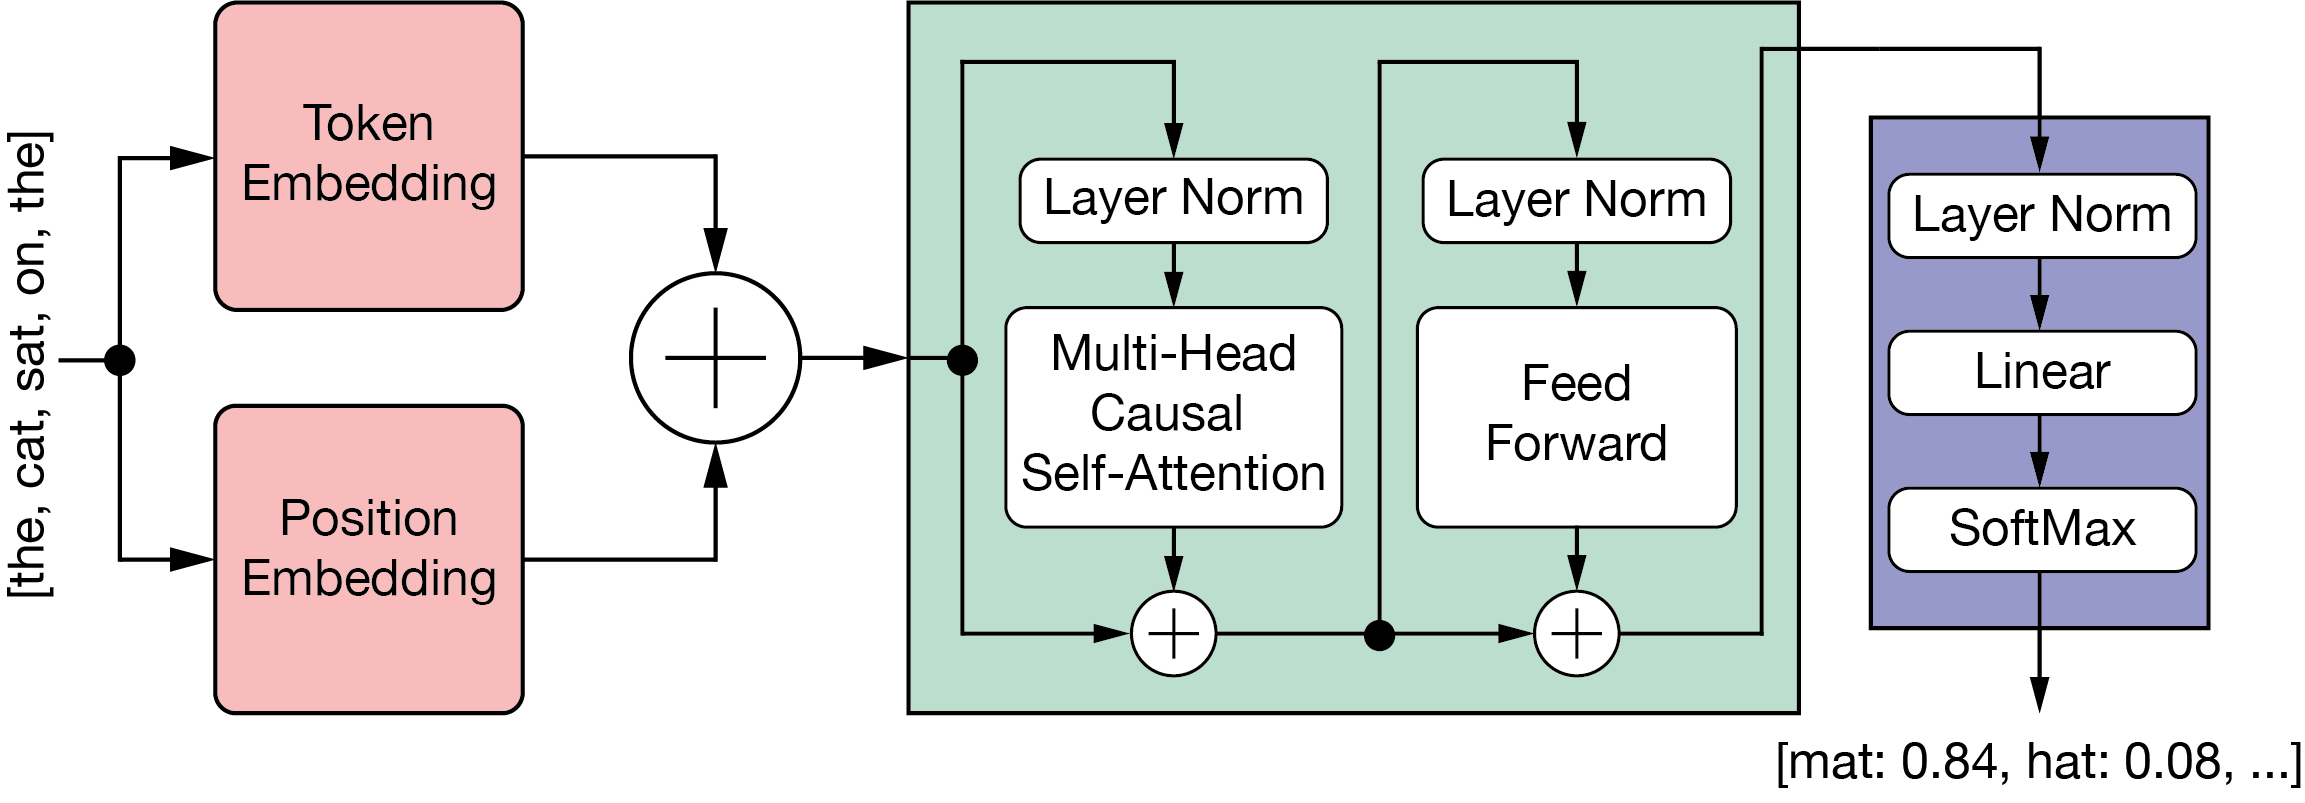 [the, cat, sat, on, the]
Token
Embedding
Position
Embedding
Layer Norm
Multi-Head
Causal
Self-Attention
Layer Norm
Feed
Forward
Layer Norm
Linear
SoftMax
[mat: 0.84, hat: 0.08, ...]